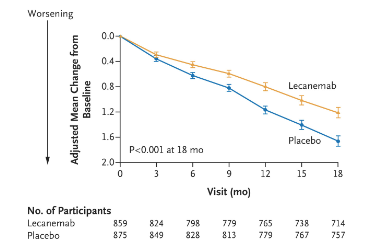 Worsening
Adjusted Mean Change from
Baseline
0.0
0.4
0.8
1.2
1.6
2.0
Lecanemab
Placebo
P<0.001 at 18 mo
0 3 6 9 12 15 18
Visit (mo)
No. of Participants
Lecanemab 859 824 798 779 765 738 714
Placebo 875 849 828 813 779 767 757